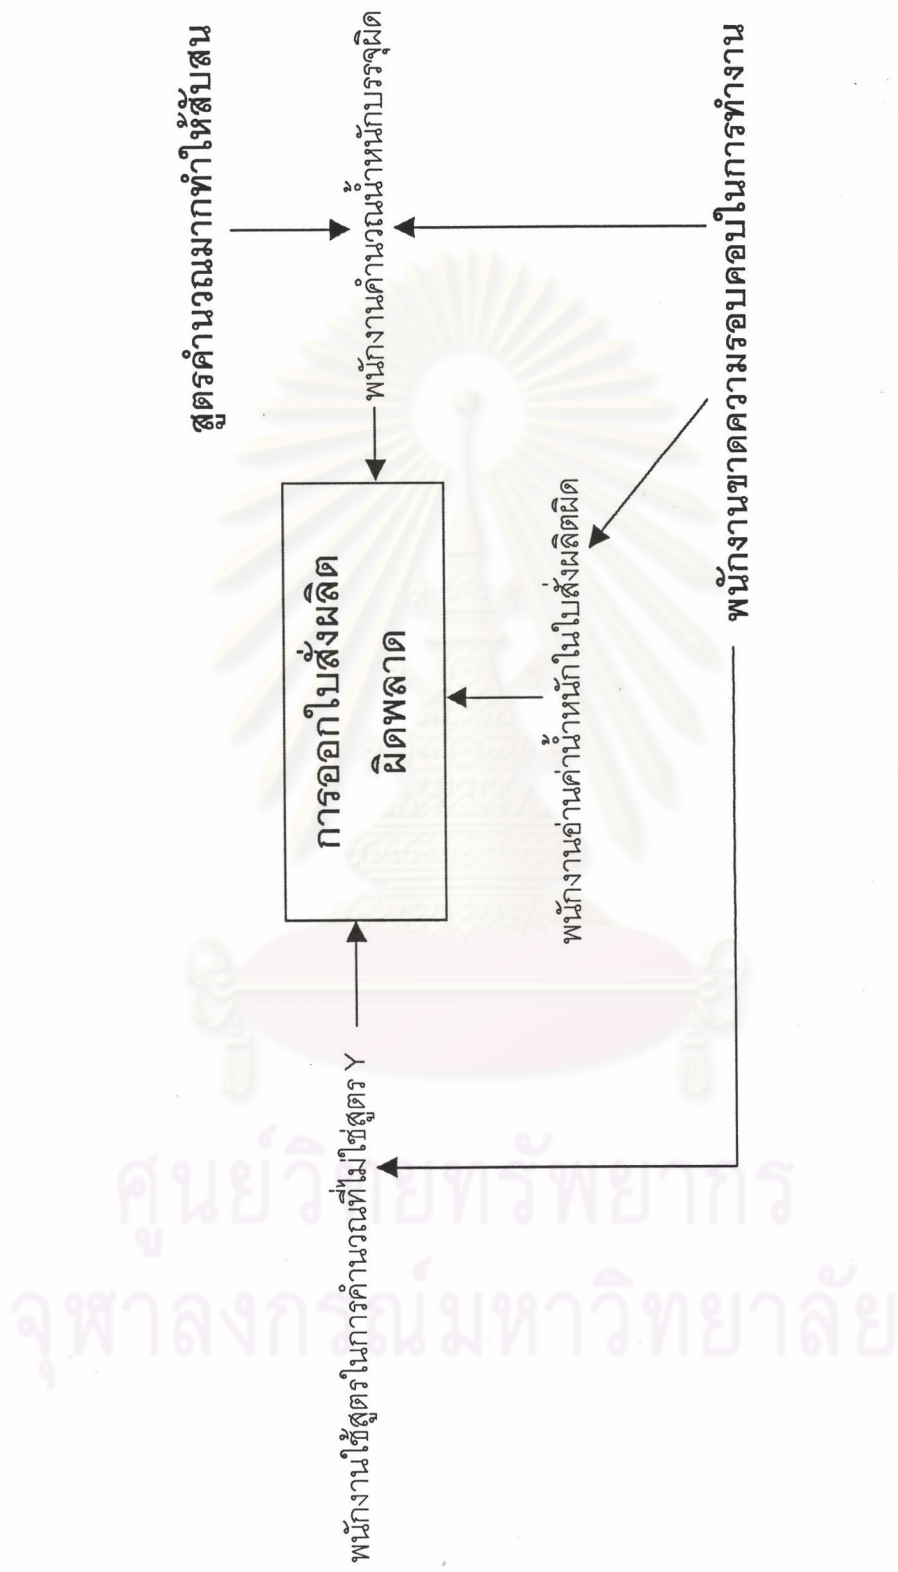 สูตรคำนวณมากทำให้สับสน
พนักงานคำนวณน้ำหนักบรรจุผิด
การออกใบสั่งผลิต
ผิดพลาด
พนักงานใช้สูตรในการคำนวณที่ไม่ใช่สูตร Y
พนักงานอ่านค่าน้ำหนักในใบสั่งผลิตผิด
พนักงานขาดความรอบคอบในการทำงาน
ศูนย์วิทยทรัพยากร
จุฬาลงกรณ์มหาวิทยาลัย